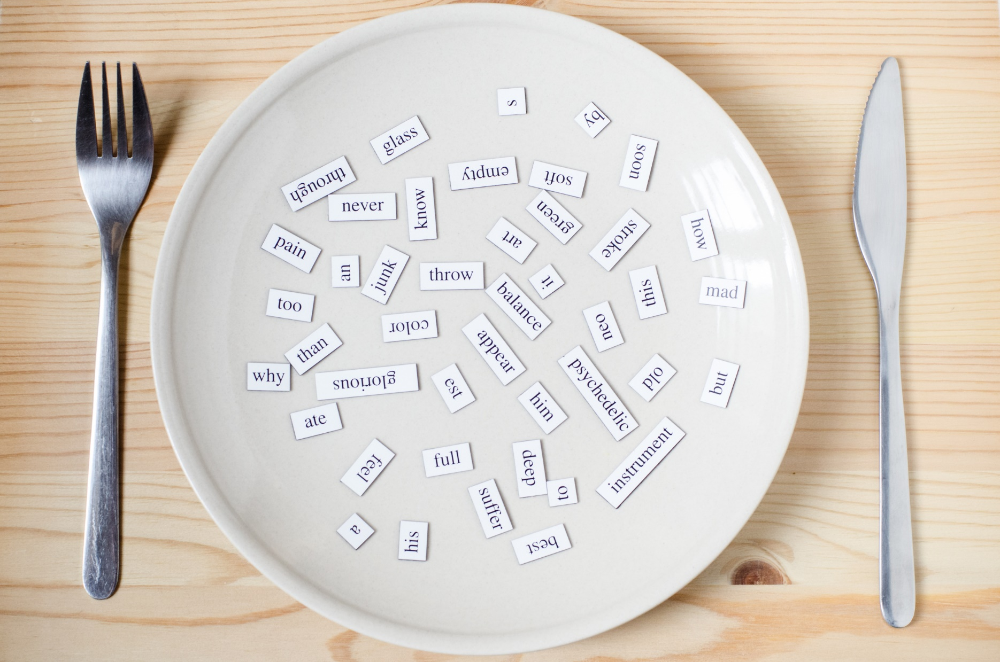 s
by
glass
soon
through
empty
soft
never
know
green
how
stroke
art
pain
an
junk
throw
it
this
mad
balance
too
color
neo
than
appear
why
glorious
est
psychedelic
old
but
him
ate
feel
full
deep
instrument
to
suffer
a
his
best